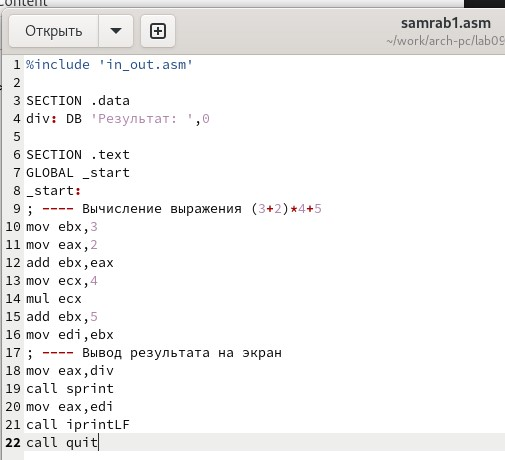 content
Открыть
samrab1.asm
~/work/arch-pc/lab09
1 %include 'in_out.asm'
2
3 SECTION .data
4 div: DB 'Результат: ',0
5
6 SECTION .text
7 GLOBAL _start
8 _start:
9 ; ---- Вычисление выражения (3+2)*4+5
10 mov ebx,3
11 mov eax,2
12 add ebx,eax
13 mov ecx,4
14 mul ecx
15 add ebx,5
16 mov edi,ebx
17 ; ---- Вывод результата на экран
18 mov eax,div
19 call sprint
20 mov eax,edi
21 call iprintLF
22 call quit